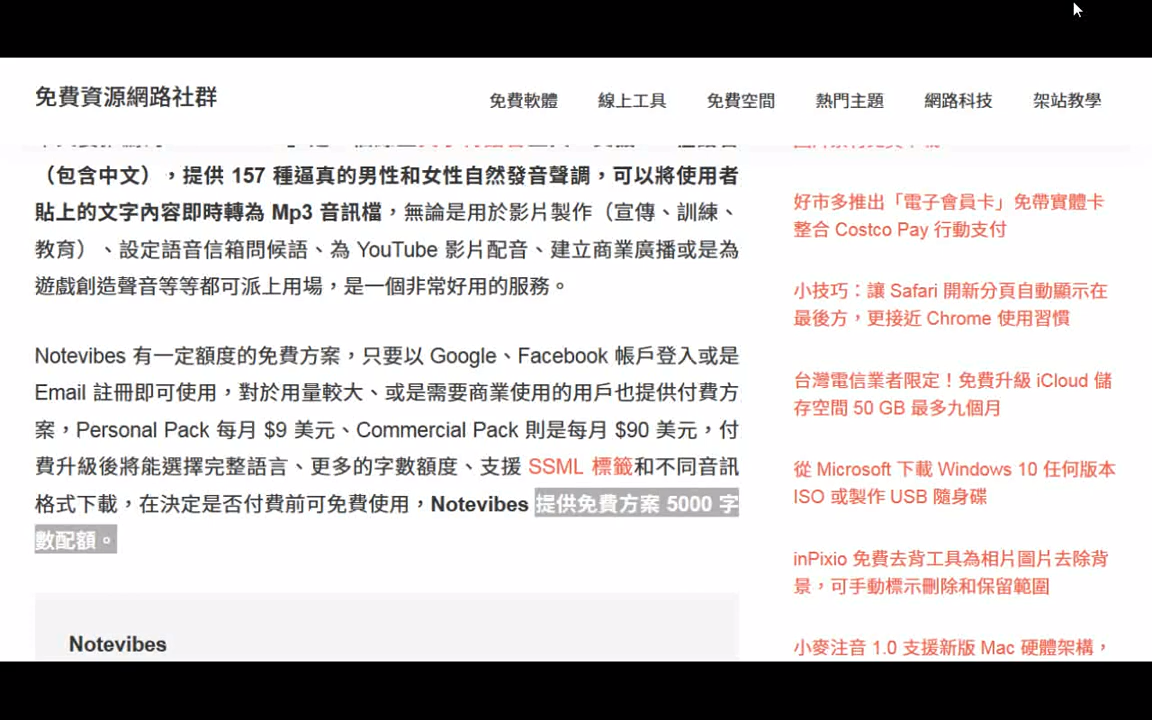 免費資源網路社群
免費軟體 線上工具 免費空間 熱門主題 網路科技 架站教學
（包含中文），提供 157 種逼真的男性和女性自然發音聲調，可以將使用者
貼上的文字內容即時轉為 Mp3 音訊檔，無論是用於影片製作（宣傳、訓練、
教育）、設定語音信箱問候語、為 YouTube 影片配音、建立商業廣播或是為
遊戲創造聲音等等都可派上用場，是一個非常好用的服務。
Notevibes 有一定額度的免費方案，只要以 Google、Facebook 帳戶登入或是
Email 註冊即可使用，對於用量較大、或是需要商業使用的用戶也提供付費方
案，Personal Pack 每月 $9 美元、Commercial Pack 則是每月 $90 美元，付
費升級後將能選擇完整語言、更多的字數額度、支援 SSML 標籤和不同音訊
格式下載，在決定是否付費前可免費使用，Notevibes 提供免費方案 5000 字
數配額。
Notevibes
好市多推出「電子會員卡」免帶實體卡
整合 Costco Pay 行動支付
小技巧：讓 Safari 開新分頁自動顯示在
最後方，更接近 Chrome 使用習慣
台灣電信業者限定！免費升級 iCloud 儲
存空間 50 GB 最多九個月
從 Microsoft 下載 Windows 10 任何版本
ISO 或製作 USB 隨身碟
inPixio 免費去背工具為相片圖片去除背
景，可手動標示刪除和保留範圍
小麥注音 1.0 支援新版 Mac 硬體架構，